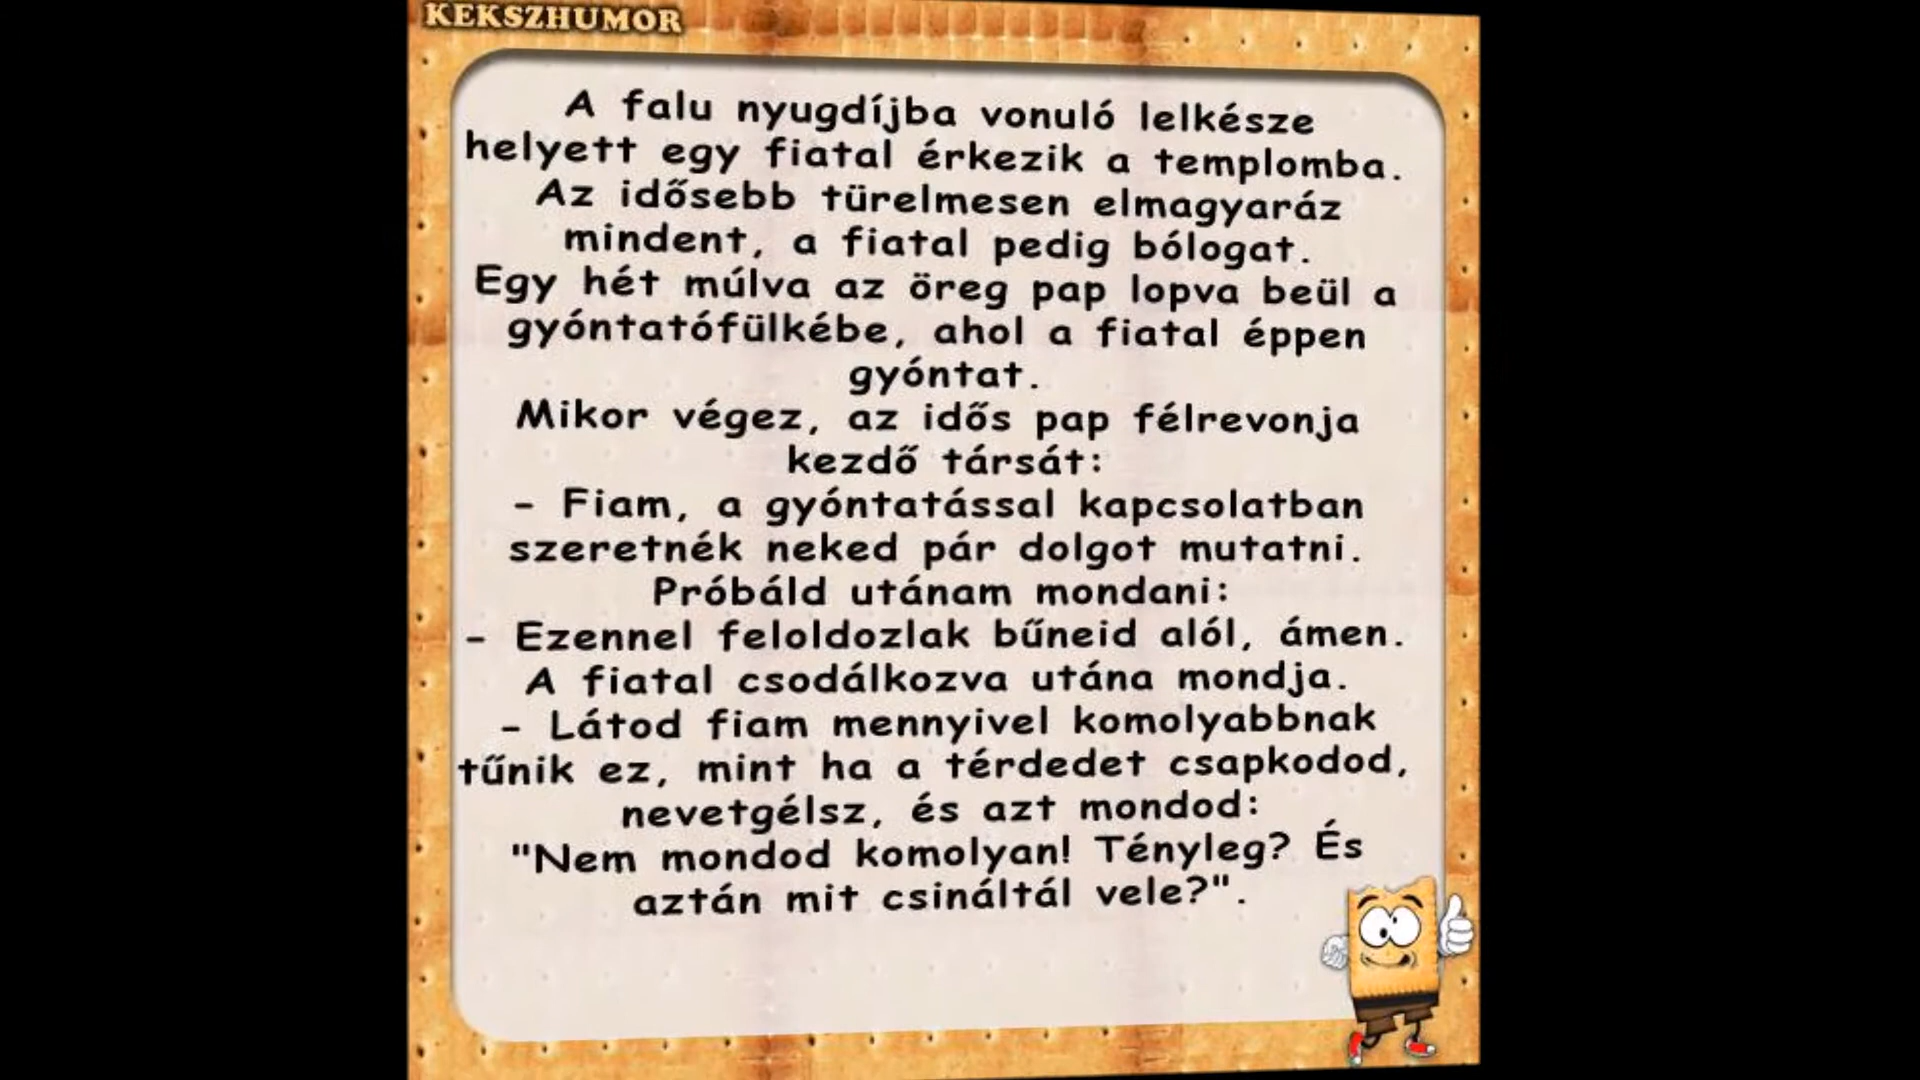 KEKSZHUMOR
A falu nyugdíjba vonuló lelkésze
helyett egy fiatal érkezik a templomba.
Az idősebb türelmesen elmagyaráz
mindent, a fiatal pedig bólogat.
Egy hét múlva az öreg pap lopva beül a
gyóntatófülkébe, ahol a fiatal éppen
gyóntat.
Mikor végez, az idős pap félrevonja
kezdő társát:
- Fiam, a gyóntatással kapcsolatban
szeretnék neked pár dolgot mutatni.
Próbáld utánam mondani:
- Ezennel feloldozlak bűneid alól, ámen.
A fiatal csodálkozva utána mondja.
- Látod fiam mennyivel komolyabbnak
tűnik ez, mint ha a térdedet csapkodod,
nevetgélsz, és azt mondod:
"Nem mondod komolyan! Tényleg? És
aztán mit csináltál vele?".